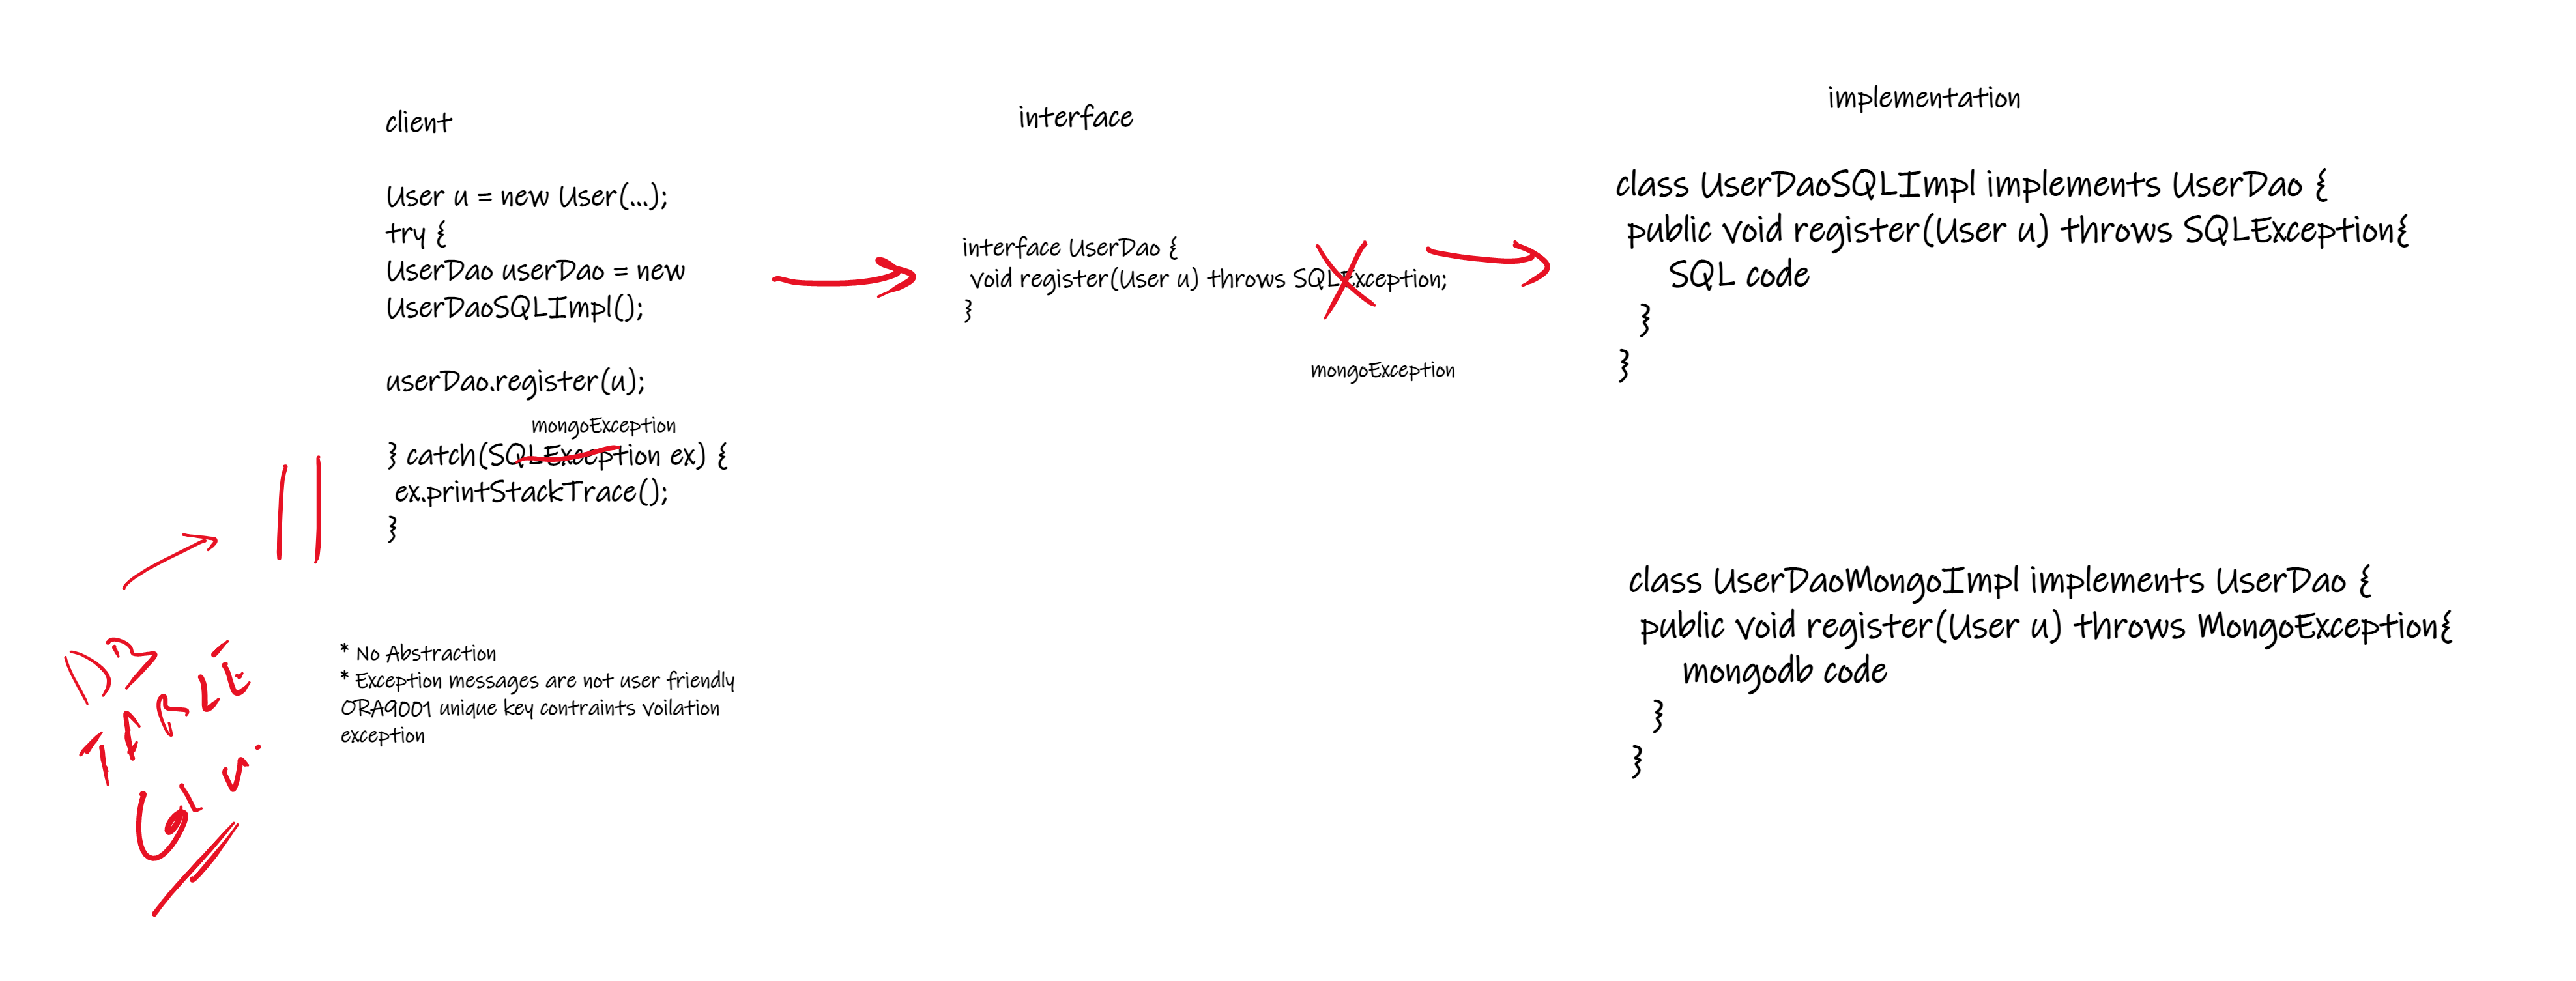 client
User u = new User(...);
try {
UserDao userDao = new
UserDaoSQLImpl();
userDao.register(u);
mongoException
} catch(SQLException ex) {
ex.printStackTrace();
}
* No Abstraction
* Exception messages are not user friendly
ORA9001 unique key contraints voilation
exception
DB
TABLE
interface
interface UserDao {
void register(User u) throws SQLException;
}
mongoException
implementation
class UserDaoSQLImpl implements UserDao {
public void register(User u) throws SQLException{
SQL code
}
}
class UserDaoMongoImpl implements UserDao {
public void register(User u) throws MongoException{
mongodb code
}
}